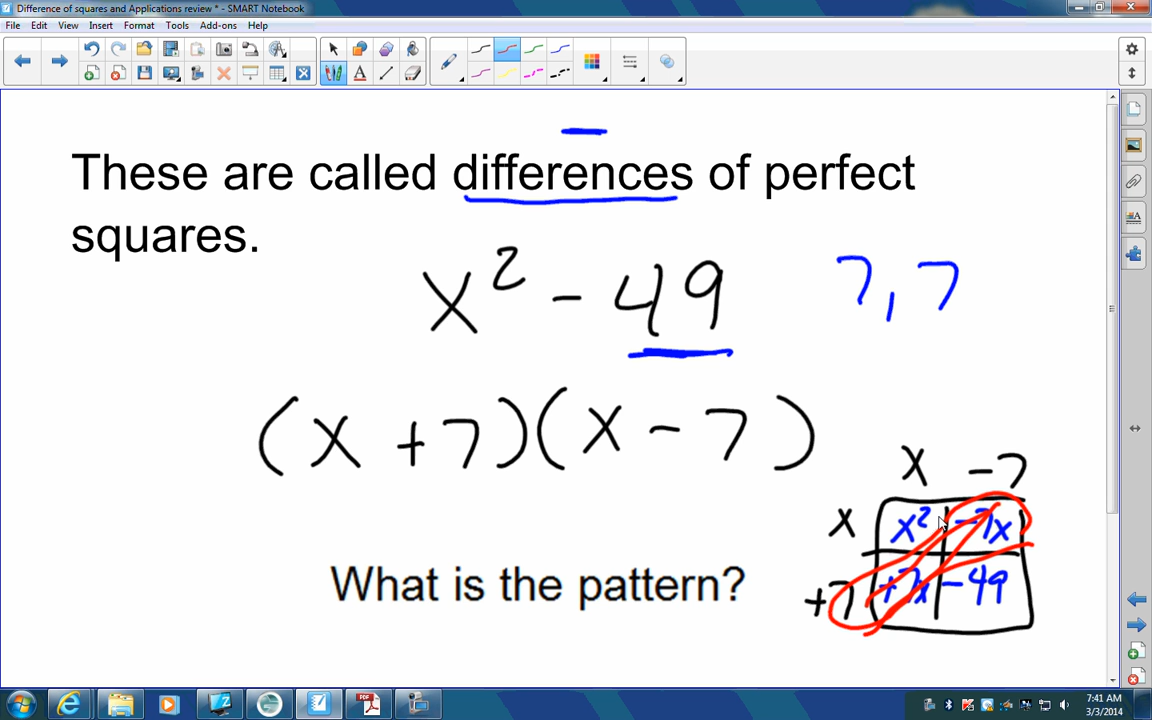 Difference of squares and Applications review * - SMART Notebook
File Edit View Insert Format Tools Add-ons Help
These are called differences of perfect
squares.
x² - 49 7,7
(x +7)(x - 7)
x -7
x x² -7x
+7 +7x -49
What is the pattern?
7:41 AM
3/3/2014